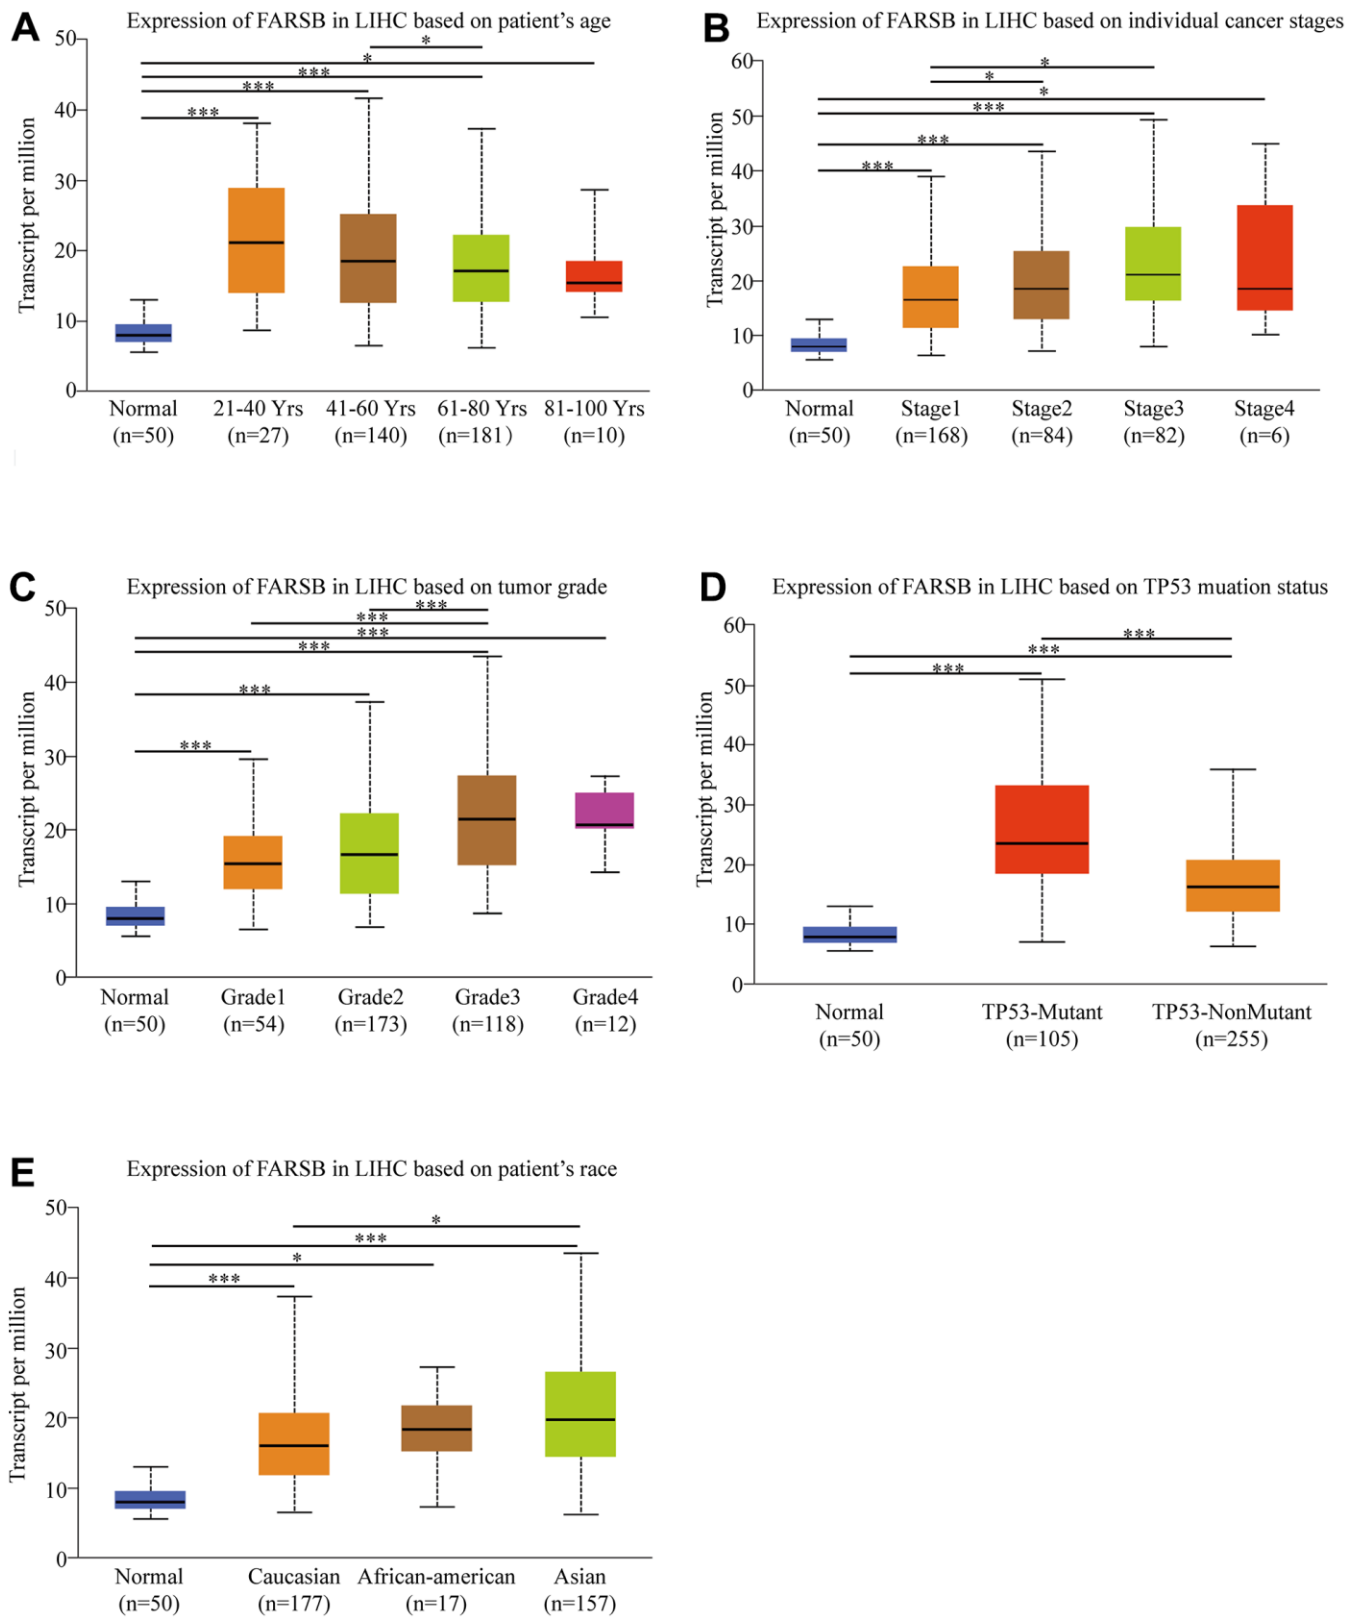 A
Expression of FARSB in LIHC based on patient’s age
Transcript per million
50
40
30
20
10
0
*
*
***
***
***
Normal 21-40 Yrs 41-60 Yrs 61-80 Yrs 81-100 Yrs
(n=50) (n=27) (n=140) (n=181) (n=10)
B
Expression of FARSB in LIHC based on individual cancer stages
Transcript per million
60
50
40
30
20
10
0
*
*
*
***
***
***
Normal Stage1 Stage2 Stage3 Stage4
(n=50) (n=168) (n=84) (n=82) (n=6)
C
Expression of FARSB in LIHC based on tumor grade
Transcript per million
50
40
30
20
10
0
***
***
***
***
***
***
Normal Grade1 Grade2 Grade3 Grade4
(n=50) (n=54) (n=173) (n=118) (n=12)
D
Expression of FARSB in LIHC based on TP53 muation status
Transcript per million
60
50
40
30
20
10
0
***
***
***
Normal TP53-Mutant TP53-NonMutant
(n=50) (n=105) (n=255)
E
Expression of FARSB in LIHC based on patient’s race
Transcript per million
50
40
30
20
10
0
*
***
*
***
Normal Caucasian African-american Asian
(n=50) (n=177) (n=17) (n=157)